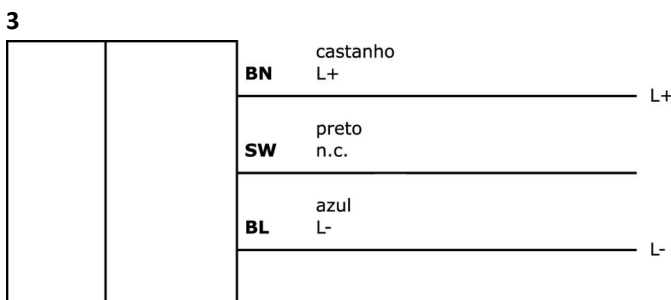 3
castanho
BN L+
L+
preto
SW n.c.
azul
BL L-
L-